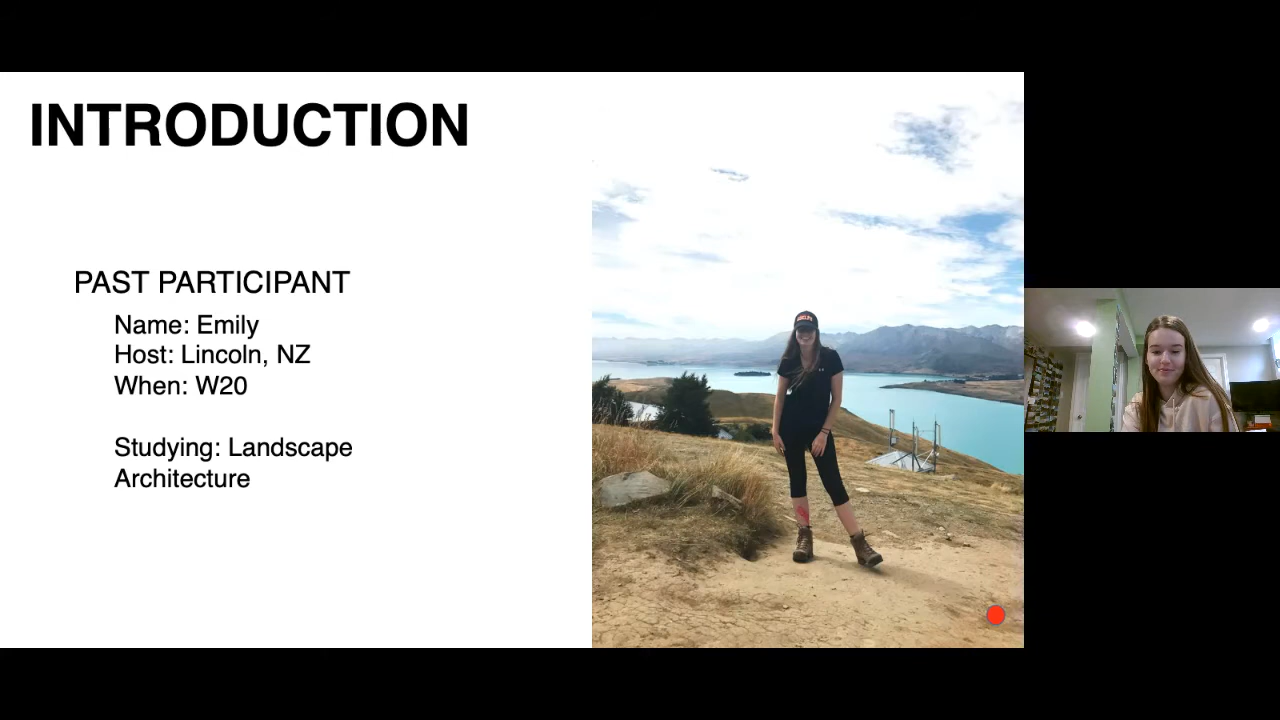 INTRODUCTION
PAST PARTICIPANT
Name: Emily
Host: Lincoln, NZ
When: W20
Studying: Landscape
Architecture